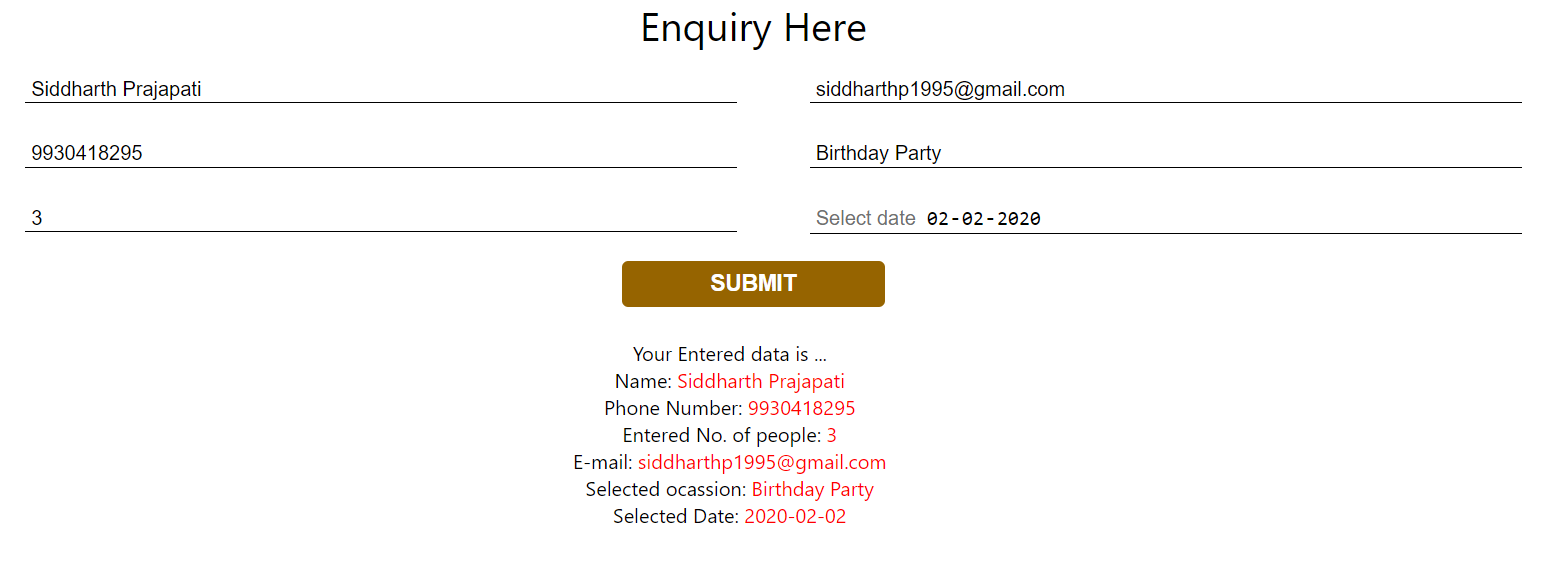 Enquiry Here
Siddharth Prajapati
siddharthp1995@gmail.com
9930418295
Birthday Party
3
Select date 02-02-2020
SUBMIT
Your Entered data is ...
Name: Siddharth Prajapati
Phone Number: 9930418295
Entered No. of people: 3
E-mail: siddharthp1995@gmail.com
Selected ocassion: Birthday Party
Selected Date: 2020-02-02